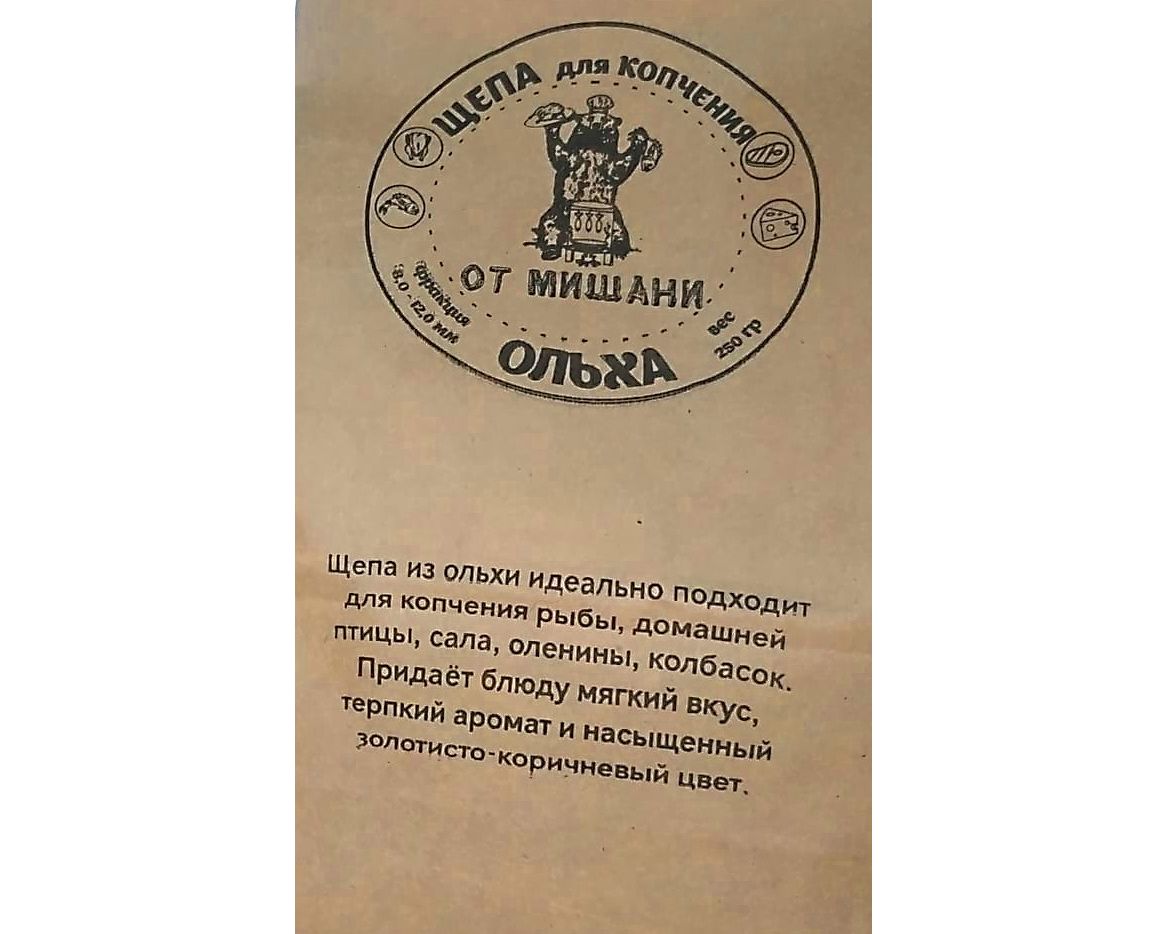 ЩЕПА для КОПЧЕНИЯ
ОТ МИШАНИ
фракция
8,0 - 12,0 мм
вес
250 гр
ОЛЬХА
Щепа из ольхи идеально подходит
для копчения рыбы, домашней
птицы, сала, оленины, колбасок.
Придаёт блюду мягкий вкус,
терпкий аромат и насыщенный
золотисто-коричневый цвет.